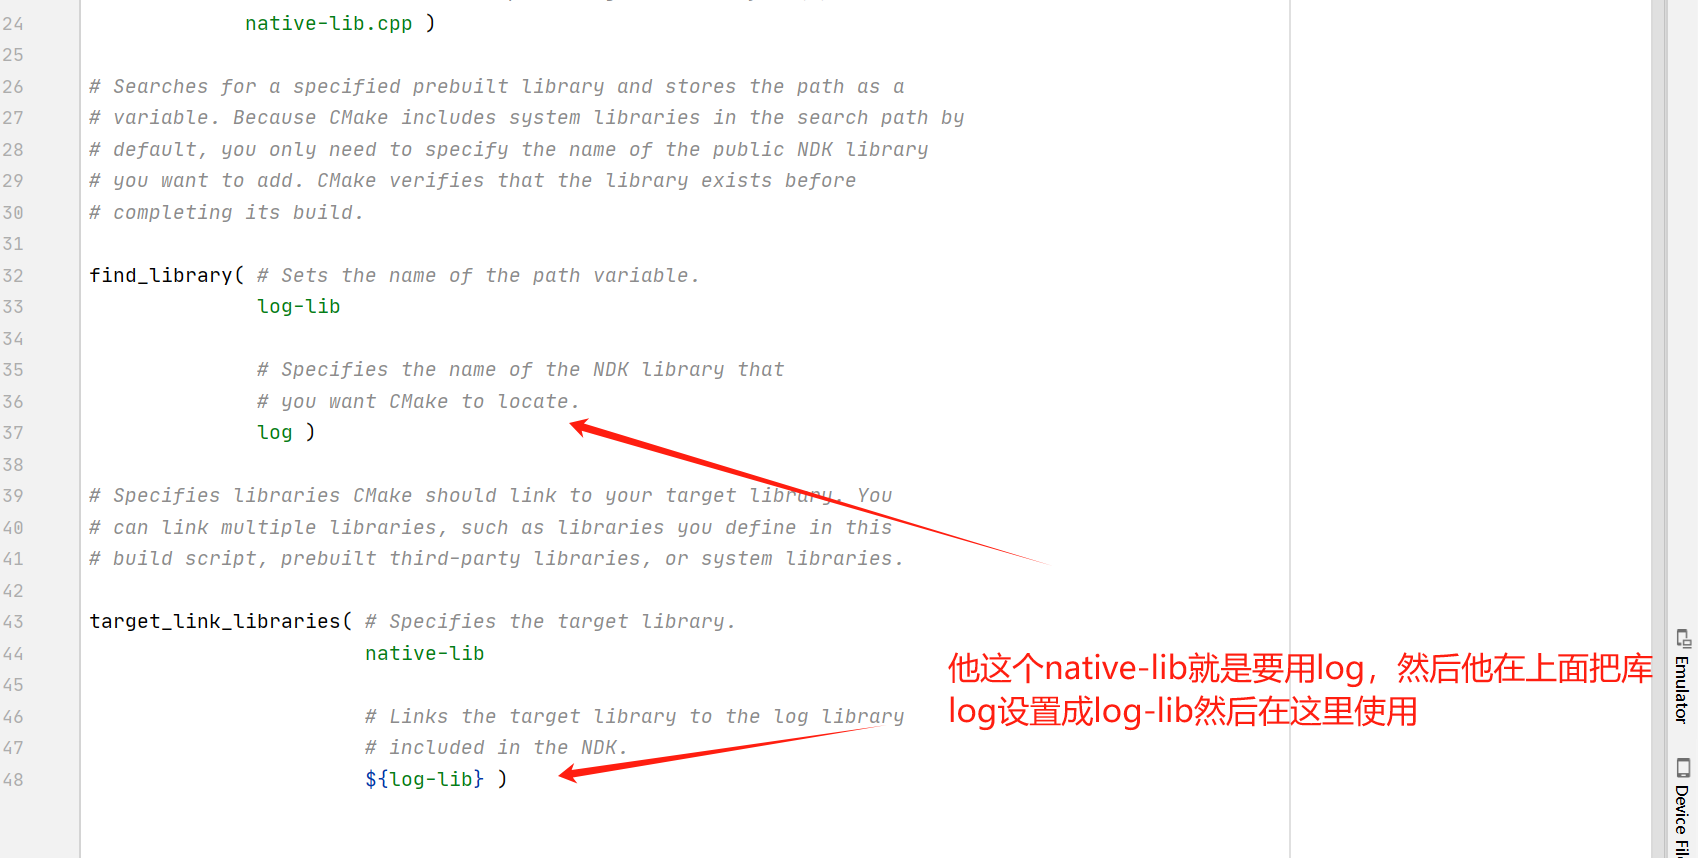 24 native-lib.cpp )
25
26 # Searches for a specified prebuilt library and stores the path as a
27 # variable. Because CMake includes system libraries in the search path by
28 # default, you only need to specify the name of the public NDK library
29 # you want to add. CMake verifies that the library exists before
30 # completing its build.
31
32 find_library( # Sets the name of the path variable.
33 log-lib
34
35 # Specifies the name of the NDK library that
36 # you want CMake to locate.
37 log )
38
39 # Specifies libraries CMake should link to your target library. You
40 # can link multiple libraries, such as libraries you define in this
41 # build script, prebuilt third-party libraries, or system libraries.
42
43 target_link_libraries( # Specifies the target library.
44 native-lib
45
46 # Links the target library to the log library
47 # included in the NDK.
48 ${log-lib} )
他这个native-lib就是要用log，然后他在上面把库
log设置成log-lib然后在这里使用
Emulator
Device Fil